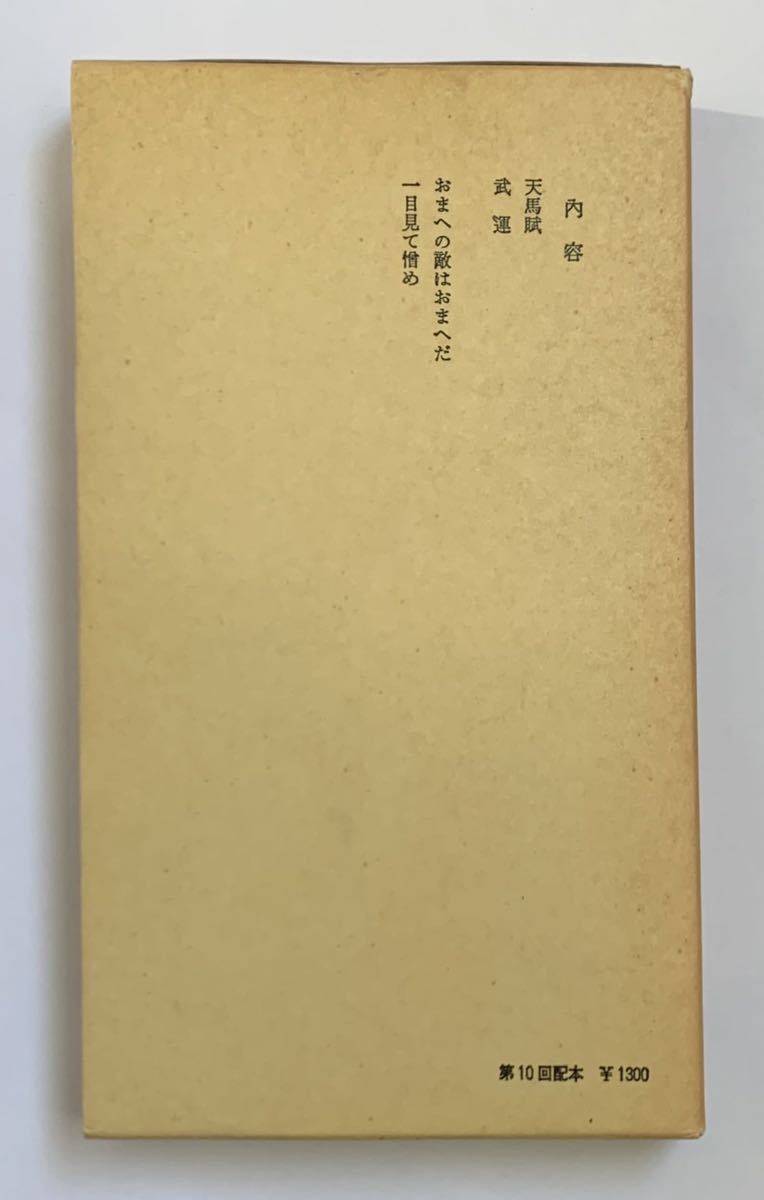 內容
天馬賦
武運
おまへの敵はおまへだ
一目見て憎め
第10回配本 ¥1300